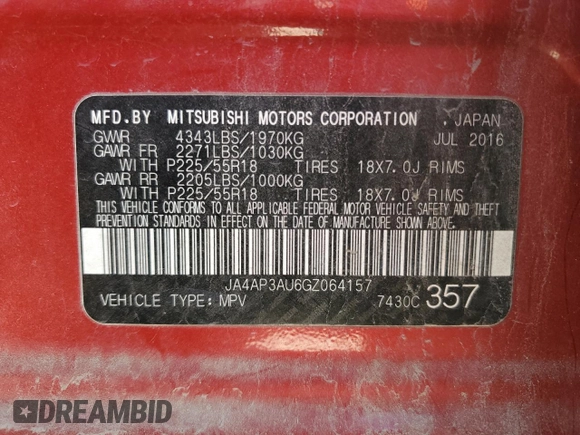 MFD.BY MITSUBISHI MOTORS CORPORATION . JAPAN
GVWR 4343LBS/1970KG JUL 2016
GAWR FR 2271LBS/1030KG
WITH P225/55R18 TIRES 18X7.0J RIMS
GAWR RR 2205LBS/1000KG
WITH P225/55R18 TIRES 18X7.0J RIMS
THIS VEHICLE CONFORMS TO ALL APPLICABLE FEDERAL MOTOR VEHICLE SAFETY AND THEFT
PREVENTION STANDARDS IN EFFECT ON THE DATE OF MANUFACTURE SHOWN ABOVE.
JA4AP3AU6GZ064157
VEHICLE TYPE: MPV 7430C 357
DREAMBID